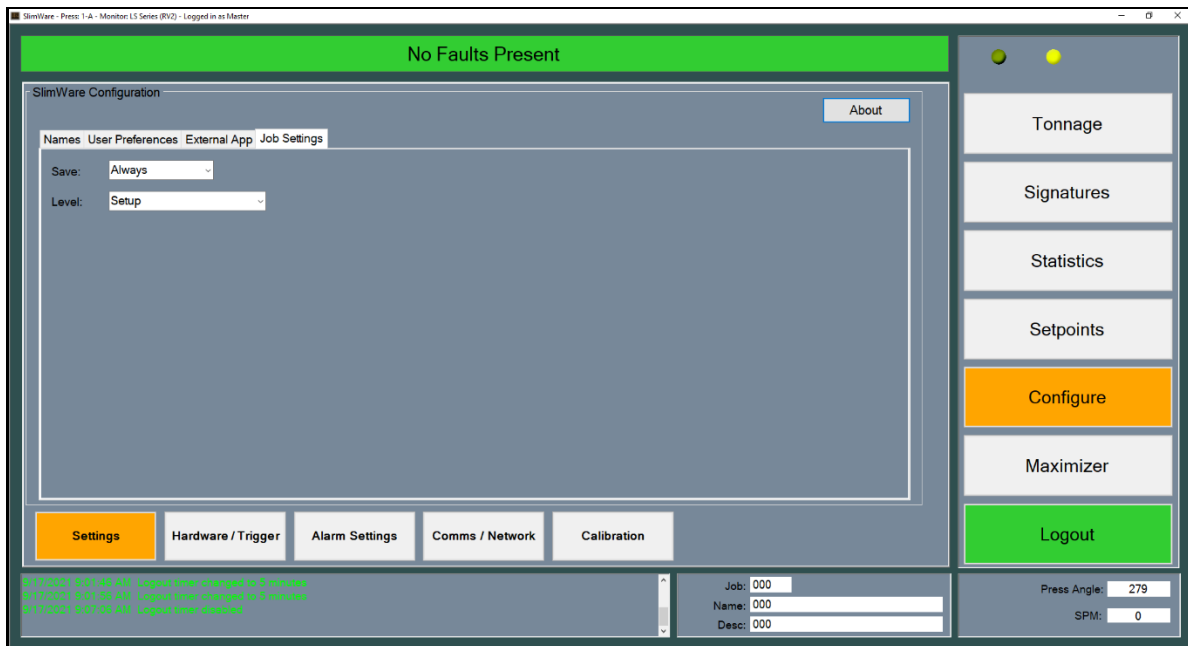 SlimWare - Press: 1-A - Monitor: LS Series (RV2) - Logged in as Master
No Faults Present
SlimWare Configuration
About
Names User Preferences External App Job Settings
Save: Always
Level: Setup
Settings
Hardware / Trigger
Alarm Settings
Comms / Network
Calibration
Tonnage
Signatures
Statistics
Setpoints
Configure
Maximizer
Logout
9/17/2021 9:01:48 AM Logout timer changed to 5 minutes
9/17/2021 9:01:56 AM Logout timer changed to 5 minutes
9/17/2021 9:07:08 AM Logout timer disabled
Job: 000
Name: 000
Desc: 000
Press Angle: 279
SPM: 0